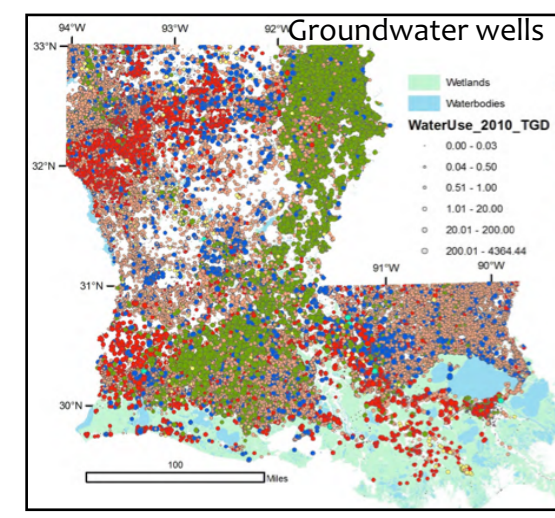 Groundwater wells
94°W 93°W 92°W
33°N
32°N
31°N
30°N
91°W 90°W
Wetlands
Waterbodies
WaterUse_2010_TGD
0.00 - 0.03
0.04 - 0.50
0.51 - 1.00
1.01 - 20.00
20.01 - 200.00
200.01 - 4364.44
100
Miles